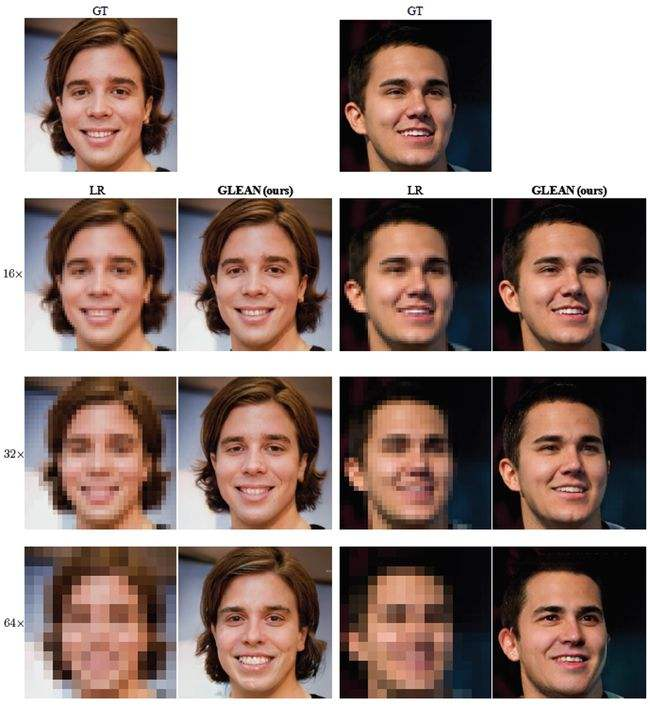 GT GT
LR GLEAN (ours) LR GLEAN (ours)
16×
32×
64×